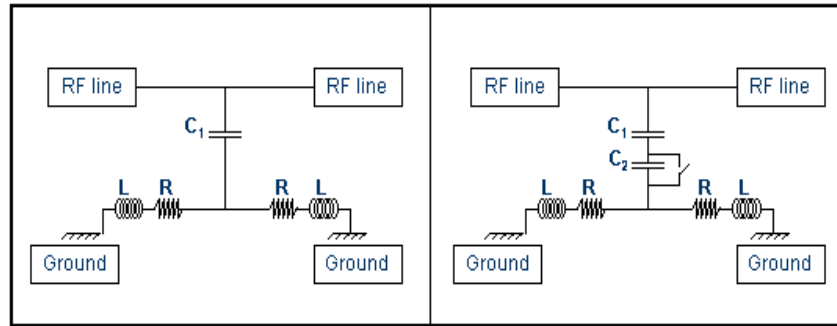 RF line RF line
C1
L R R L
Ground Ground
RF line RF line
C1
C2
L R R L
Ground Ground